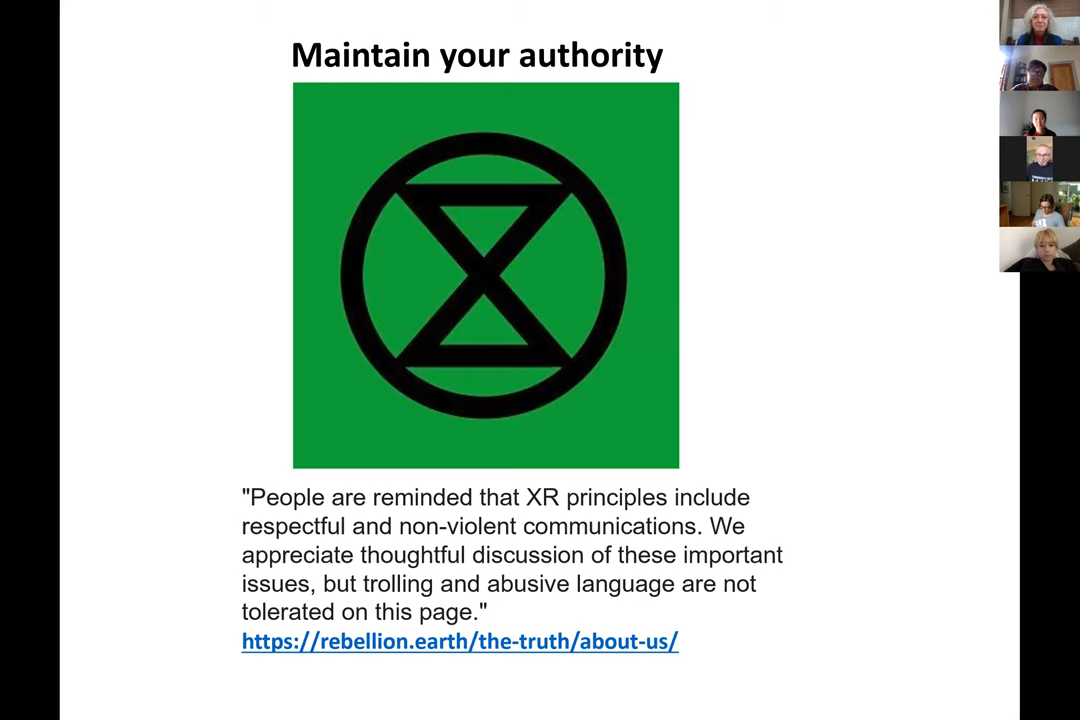 Maintain your authority
"People are reminded that XR principles include
respectful and non-violent communications. We
appreciate thoughtful discussion of these important
issues, but trolling and abusive language are not
tolerated on this page."
https://rebellion.earth/the-truth/about-us/